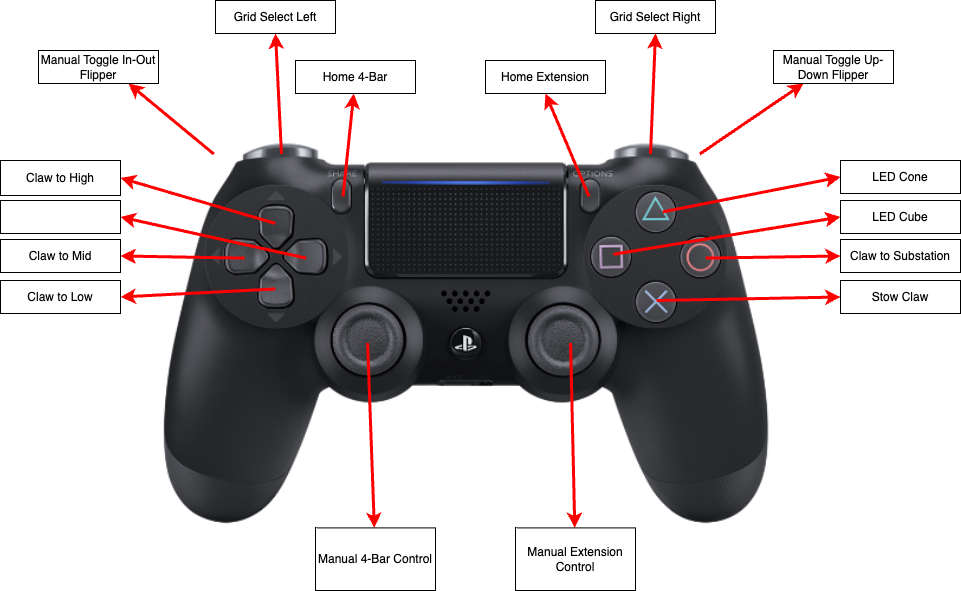 Grid Select Left
Grid Select Right
Manual Toggle In-Out
Flipper
Home 4-Bar
Home Extension
Manual Toggle Up-
Down Flipper
SHARE
OPTIONS
Claw to High
LED Cone
LED Cube
Claw to Mid
Claw to Substation
Claw to Low
Stow Claw
Manual 4-Bar Control
Manual Extension
Control